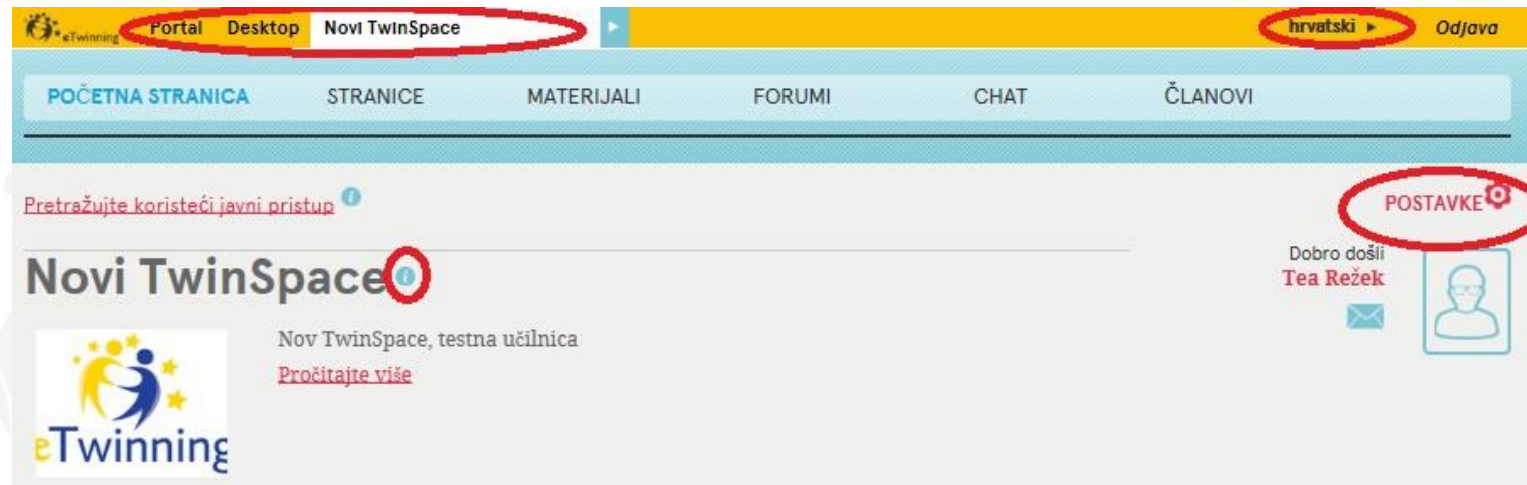 eTwinning Portal Desktop Novi TwinSpace hrvatski Odjava
POČETNA STRANICA STRANICE MATERIJALI FORUMI CHAT ČLANOVI
Pretražujte koristeći javni pristup i
POSTAVKE
Novi TwinSpace i
Dobro došli
Tea Režek
Nov TwinSpace, testna učilnica
Pročitajte više
eTwinning